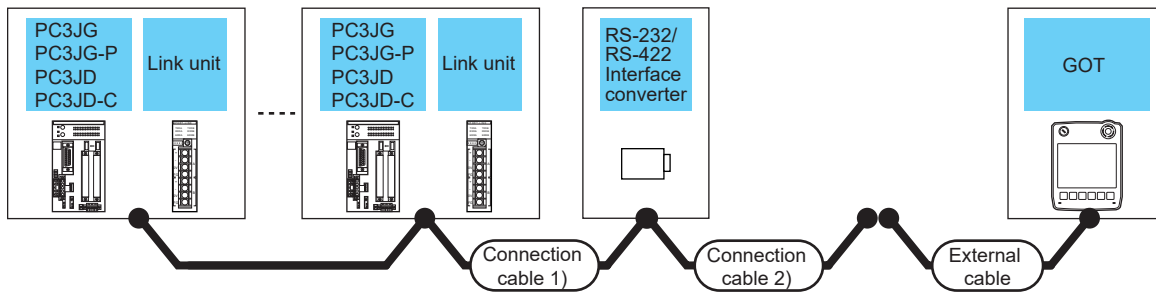 PC3JG
PC3JG-P
PC3JD
PC3JD-C
Link unit
PC3JG
PC3JG-P
PC3JD
PC3JD-C
Link unit
RS-232/
RS-422
Interface
converter
GOT
Connection
cable 1)
Connection
cable 2)
External
cable